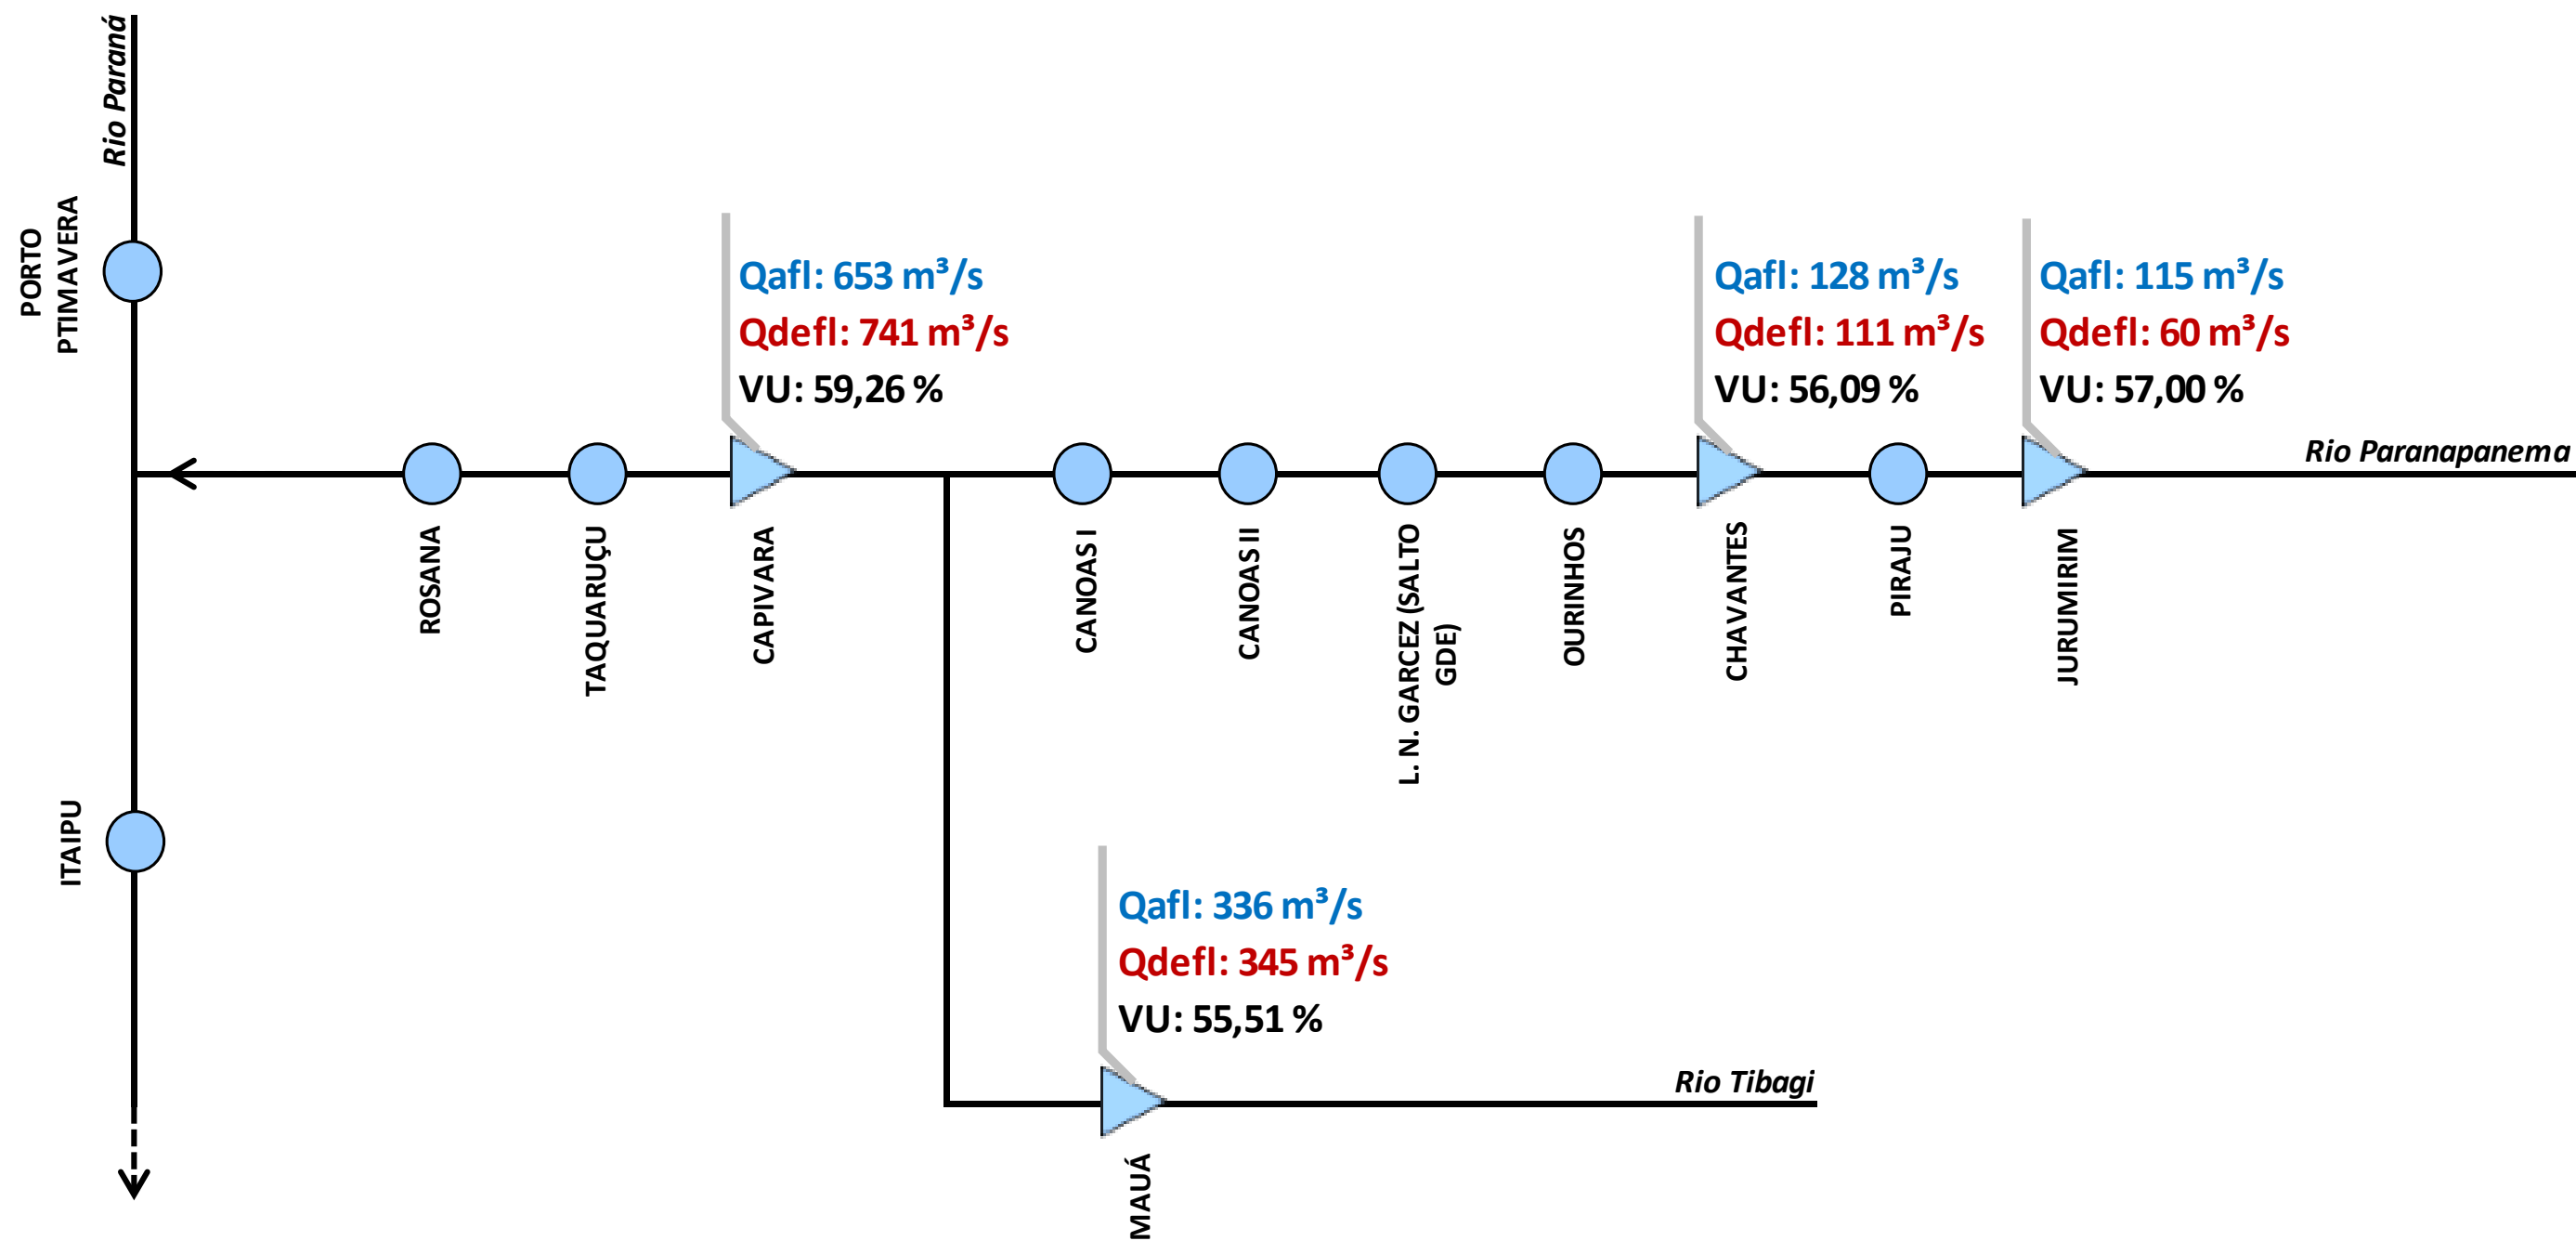 Rio Paraná
PORTO
PTIMAVERA
Qafl: 653 m³/s
Qdefl: 741 m³/s
VU: 59,26 %
Qafl: 128 m³/s
Qdefl: 111 m³/s
VU: 56,09 %
Qafl: 115 m³/s
Qdefl: 60 m³/s
VU: 57,00 %
Rio Paranapanema
ROSANA
TAQUARUÇU
CAPIVARA
CANOAS I
CANOAS II
L. N. GARCEZ (SALTO
GDE)
OURINHOS
CHAVANTES
PIRAJU
JURUMIRIM
ITAIPU
Qafl: 336 m³/s
Qdefl: 345 m³/s
VU: 55,51 %
Rio Tibagi
MAUÁ